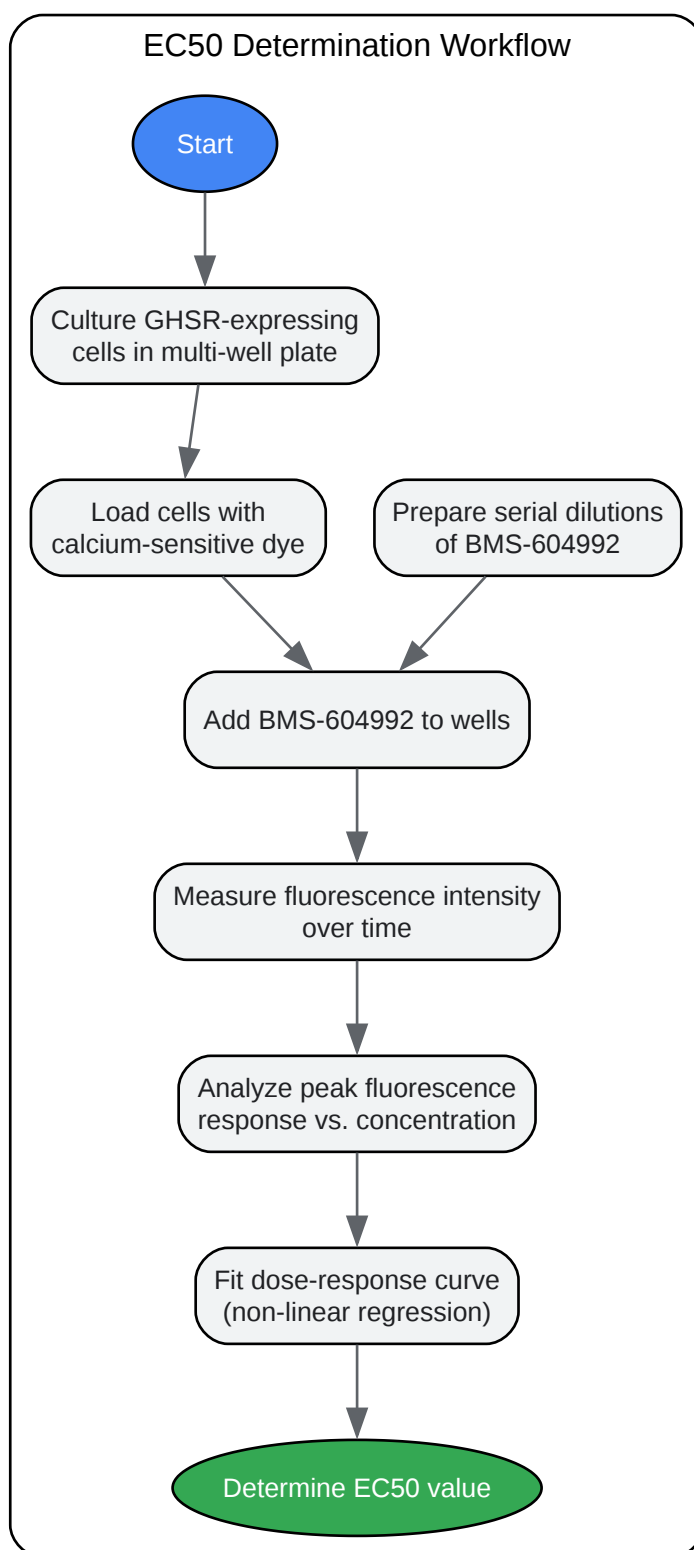 EC50 Determination Workflow
Start
Culture GHSR-expressing
cells in multi-well plate
Load cells with
calcium-sensitive dye
Prepare serial dilutions
of BMS-604992
Add BMS-604992 to wells
Measure fluorescence intensity
over time
Analyze peak fluorescence
response vs. concentration
Fit dose-response curve
(non-linear regression)
Determine EC50 value